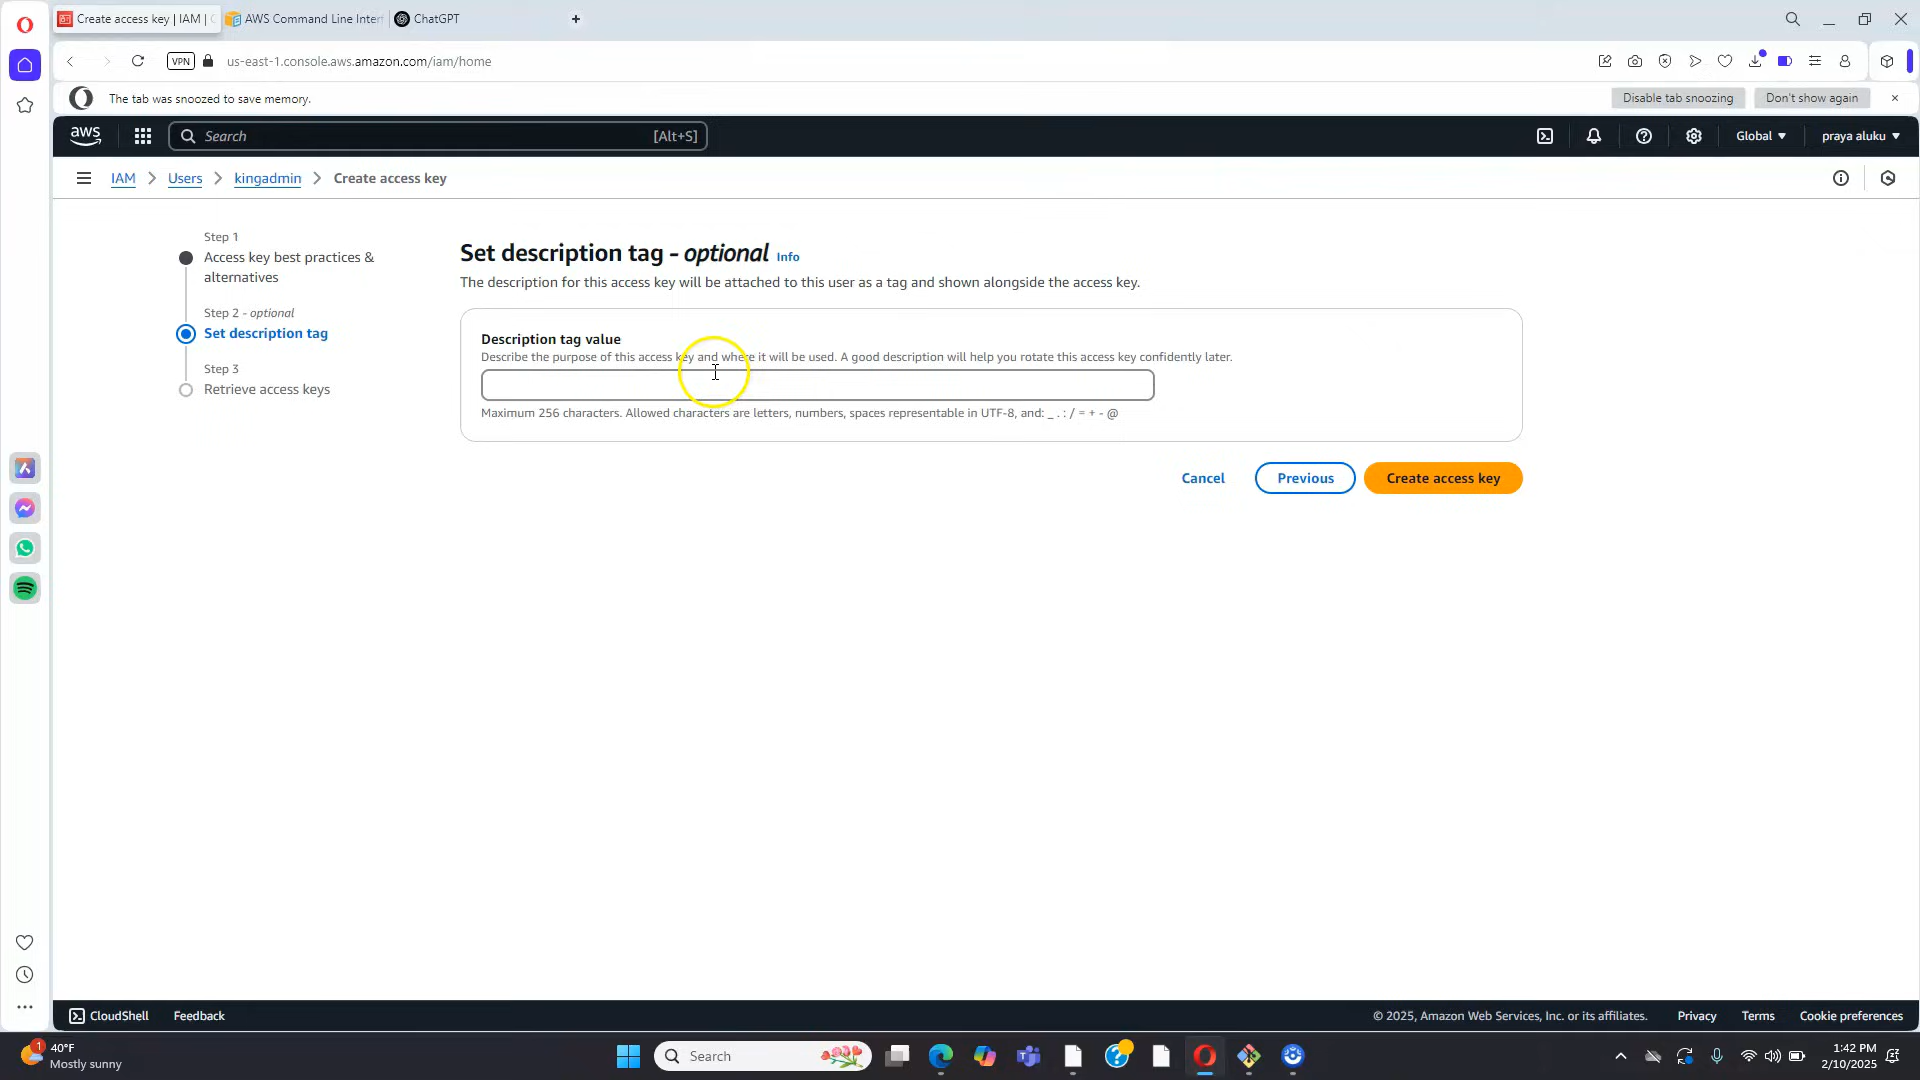 Create access key | IAM |
AWS Command Line Inter
ChatGPT
VPN
us-east-1.console.aws.amazon.com/iam/home
The tab was snoozed to save memory.
Disable tab snoozing
Don't show again
aws
Search
[Alt+S]
Global
praya aluku
IAM
Users
kingadmin
Create access key
Step 1
Access key best practices &
alternatives
Step 2 - optional
Set description tag
Step 3
Retrieve access keys
Set description tag - optional Info
The description for this access key will be attached to this user as a tag and shown alongside the access key.
Description tag value
Describe the purpose of this access key and where it will be used. A good description will help you rotate this access key confidently later.
Maximum 256 characters. Allowed characters are letters, numbers, spaces representable in UTF-8, and: _ . : / = + - @
Cancel
Previous
Create access key
CloudShell
Feedback
© 2025, Amazon Web Services, Inc. or its affiliates.
Privacy
Terms
Cookie preferences
1
40°F
Mostly sunny
Search
1:42 PM
2/10/2025